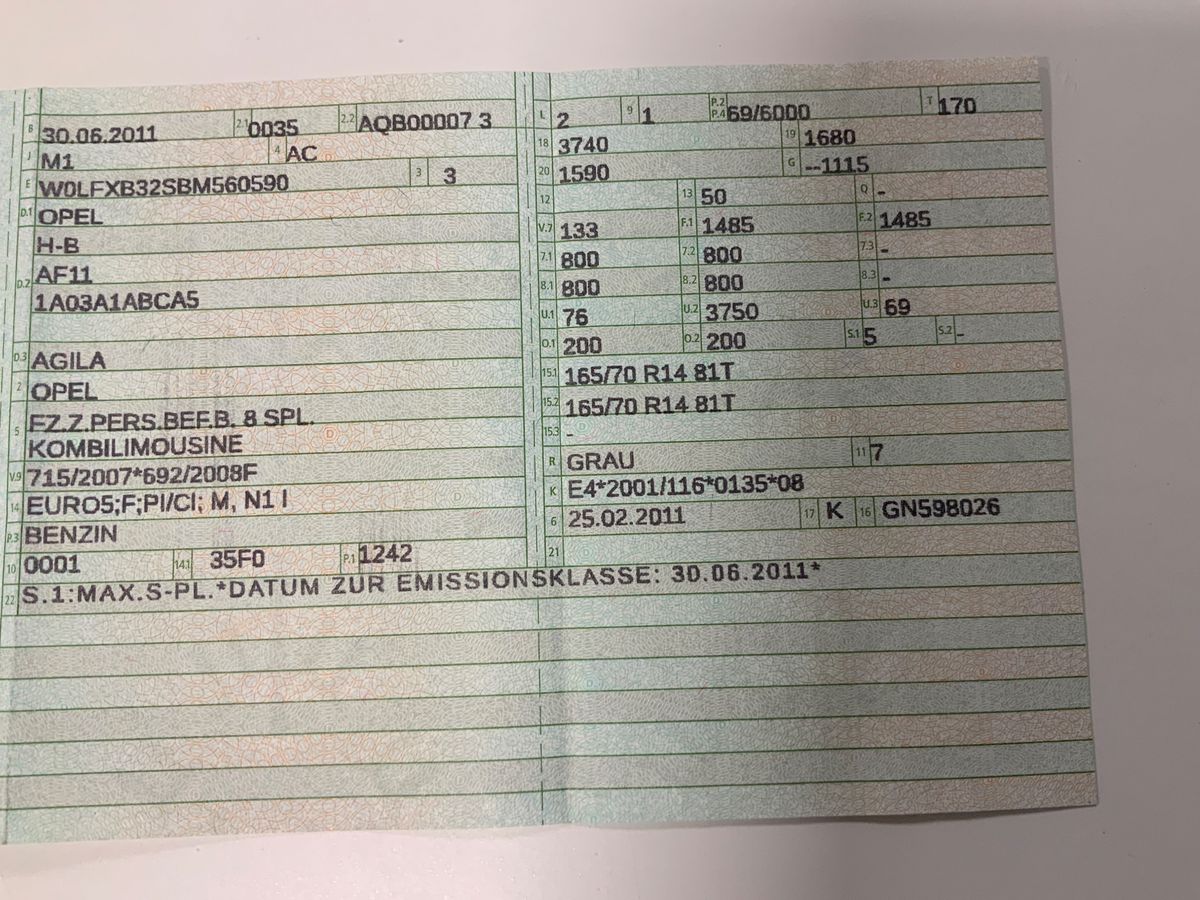 B 30.06.2011 2.1 0035 2.2 AQB00007 3
J M1 4 AC
E W0LFXB32SBM560590 3 3
D.1 OPEL
H-B
D.2 AF11
1A03A1ABCA5
D.3 AGILA
2 OPEL
5 FZ.Z.PERS.BEF.B. 8 SPL.
KOMBILIMOUSINE
V.9 715/2007*692/2008F
14 EURO5;F;PI/CI; M, N1 I
P.3 BENZIN
10 0001 14.1 35F0 P.1 1242
L 2 9 1 P.2 P.4 69/6000 T 170
18 3740 19 1680
20 1590 G --1115
12 13 50 Q -
V.7 133 F.1 1485 F.2 1485
7.1 800 7.2 800 7.3 -
8.1 800 8.2 800 8.3 -
U.1 76 U.2 3750 U.3 69
O.1 200 O.2 200 S.1 5 S.2 -
15.1 165/70 R14 81T
15.2 165/70 R14 81T
15.3 -
R GRAU 11 7
K E4*2001/116*0135*08
6 25.02.2011 17 K 16 GN598026
21
22 S.1:MAX.S-PL.*DATUM ZUR EMISSIONSKLASSE: 30.06.2011*